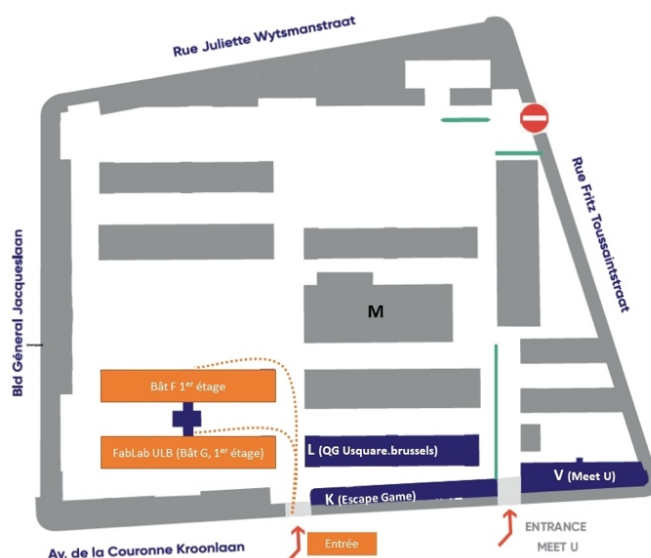 Rue Juliette Wytsmanstraat
Rue Fritz Toussaintstraat
Bld Général Jacqueslaan
M
Bât F 1er étage
FabLab ULB (Bât G, 1er étage)
L (QG Usquare.brussels)
V (Meet U)
K (Escape Game)
Av. de la Couronne Kroonlaan
Entrée
ENTRANCE
MEET U